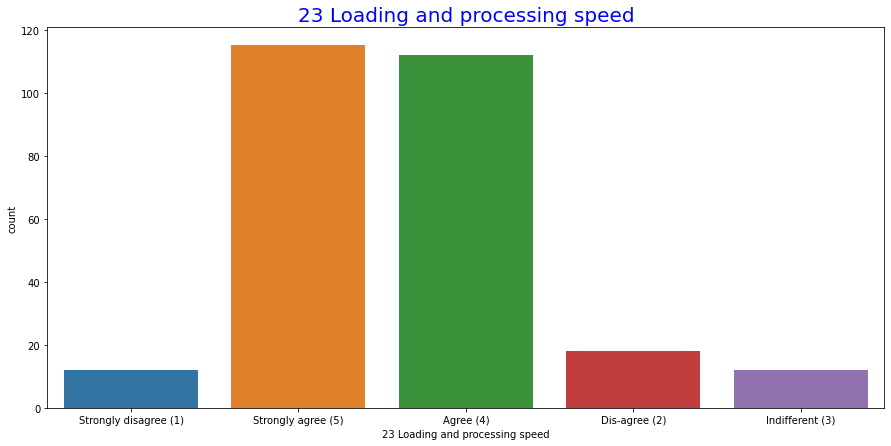 23 Loading and processing speed
120
100
80
60
40
20
0
count
Strongly disagree (1) Strongly agree (5) Agree (4) Dis-agree (2) Indifferent (3)
23 Loading and processing speed